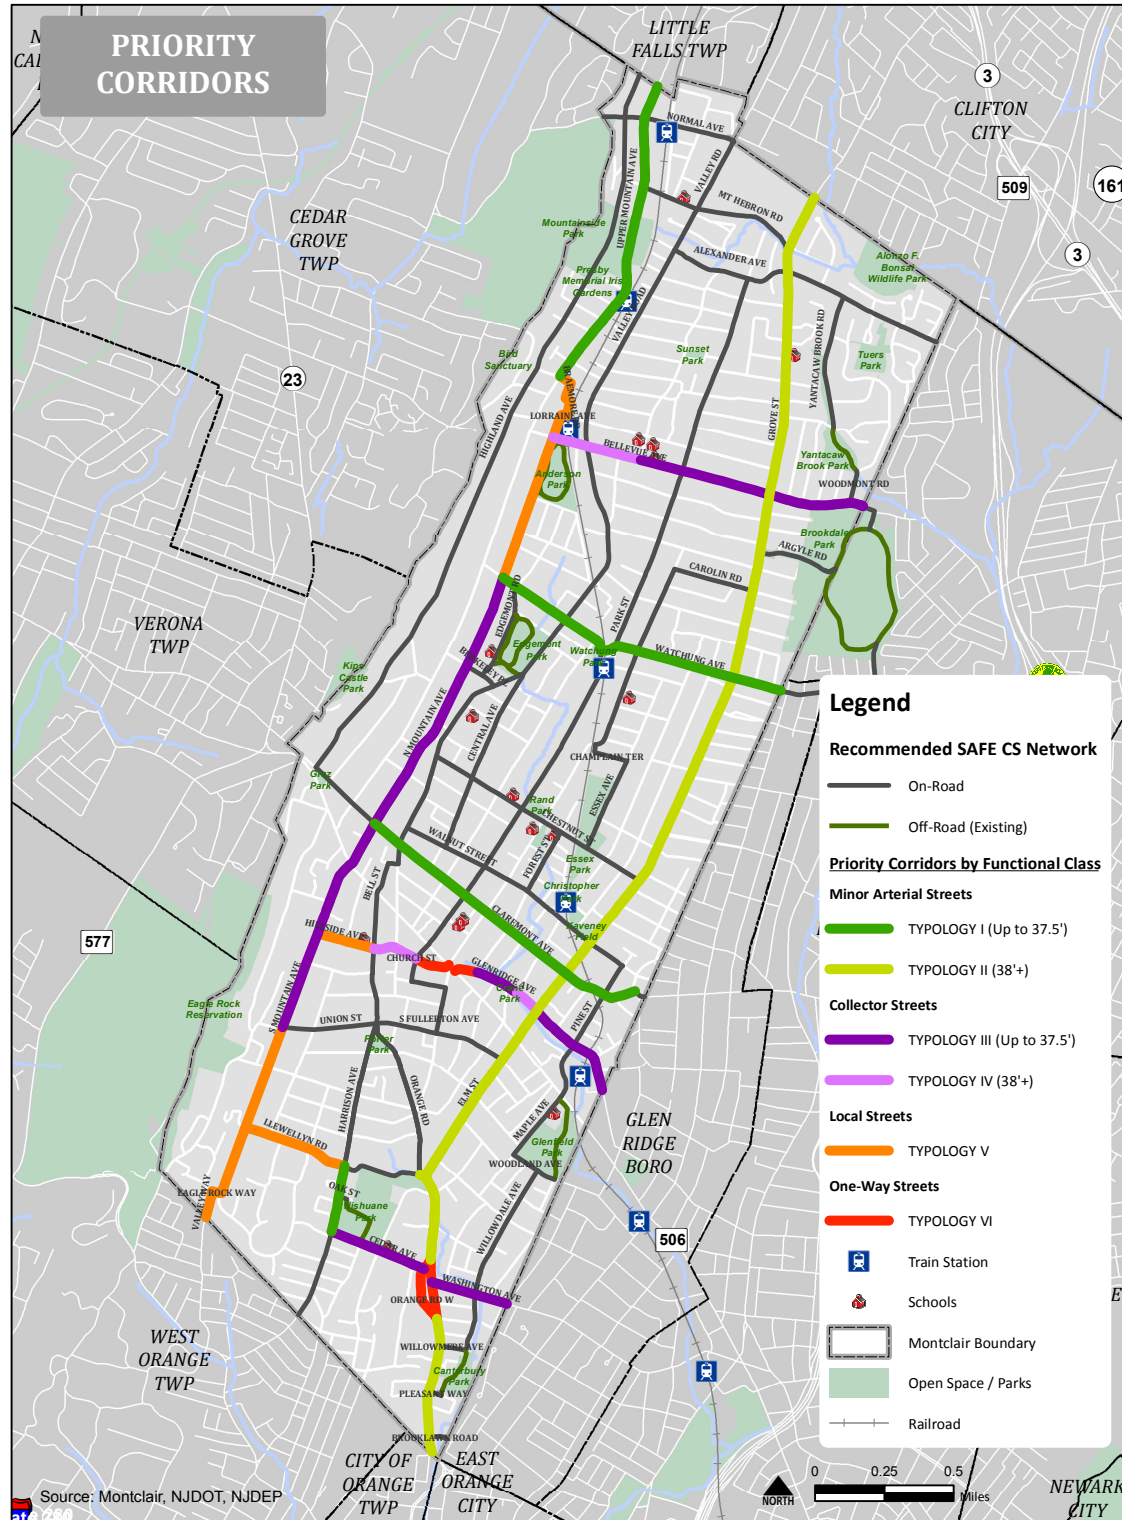 PRIORITY
CORRIDORS
LITTLE
FALLS TWP
3
CLIFTON
CITY
509
161
3
CEDAR
GROVE
TWP
NORMAL AVE
VALLEY RD
UPPER MOUNTAIN AVE
MT HEBRON RD
Mountainside
Park
ALEXANDER AVE
Alonzo F.
Bonsal
Wildlife Park
Presby
Memorial Iris
Gardens
VALLEY ROAD
YANTACAW BROOK RD
Sunset
Park
Tuers
Park
Bird
Sanctuary
23
HIGHLAND AVE
LORRAINE AVE
GROVE ST
BELLEVUE AVE
Yantacaw
Brook Park
Anderson
Park
WOODMONT RD
Brookdale
Park
ARGYLE RD
CAROLIN RD
VERONA
TWP
EDGEMONT RD
PARK ST
Edgemont
Park
Watchung
WATCHUNG AVE
Kips
Castle
Park
N MOUNTAIN AVE
CENTRAL AVE
CHAMPLAIN TER
Park
Rand
Park
ESSEX AVE
CHESTNUT ST
WALNUT STREET
FOREST ST
Essex
Park
Christopher
Park
BELL ST
CLAREMONT AVE
577
HILLSIDE AVE
CHURCH ST
GLENRIDGE AVE
Park
Eagle Rock
Reservation
S MOUNTAIN AVE
UNION ST
S FULLERTON AVE
PINE ST
Park
HARRISON AVE
ORANGE RD
ELM ST
MAPLE AVE
GLEN
RIDGE
BORO
LLEWELLYN RD
Glenfield
Park
WOODLAND AVE
EAGLE ROCK WAY
VALLEY WAY
OAK ST
Nishuane
Park
WILLOWDALE AVE
506
CEDAR AVE
WASHINGTON AVE
ORANGE RD W
WEST
ORANGE
TWP
WILLOWMERE AVE
Canterbury
Park
PLEASANT WAY
BROOKLAWN ROAD
CITY OF
ORANGE
TWP
EAST
ORANGE
CITY
NEWARK
CITY
Legend
Recommended SAFE CS Network
On-Road
Off-Road (Existing)
Priority Corridors by Functional Class
Minor Arterial Streets
TYPOLOGY I (Up to 37.5')
TYPOLOGY II (38'+)
Collector Streets
TYPOLOGY III (Up to 37.5')
TYPOLOGY IV (38'+)
Local Streets
TYPOLOGY V
One-Way Streets
TYPOLOGY VI
Train Station
Schools
Montclair Boundary
Open Space / Parks
Railroad
NORTH
0 0.25 0.5
Miles
Source: Montclair, NJDOT, NJDEP